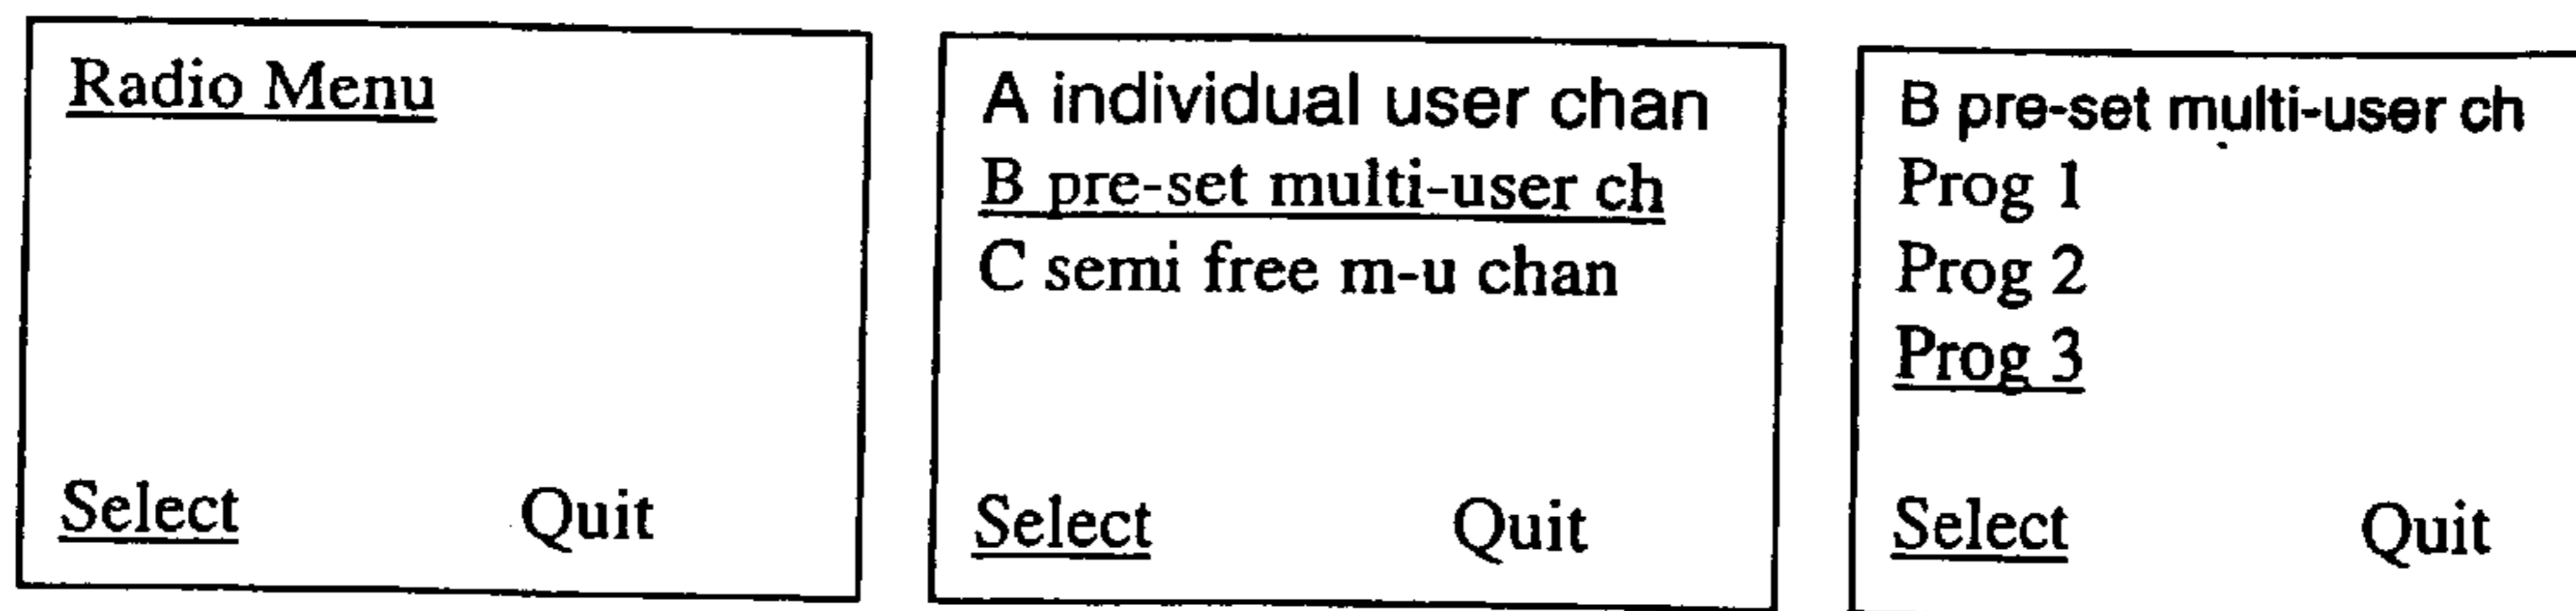 Radio Menu
Select Quit
A individual user chan
B pre-set multi-user ch
C semi free m-u chan
Select Quit
B pre-set multi-user ch
Prog 1
Prog 2
Prog 3
Select Quit